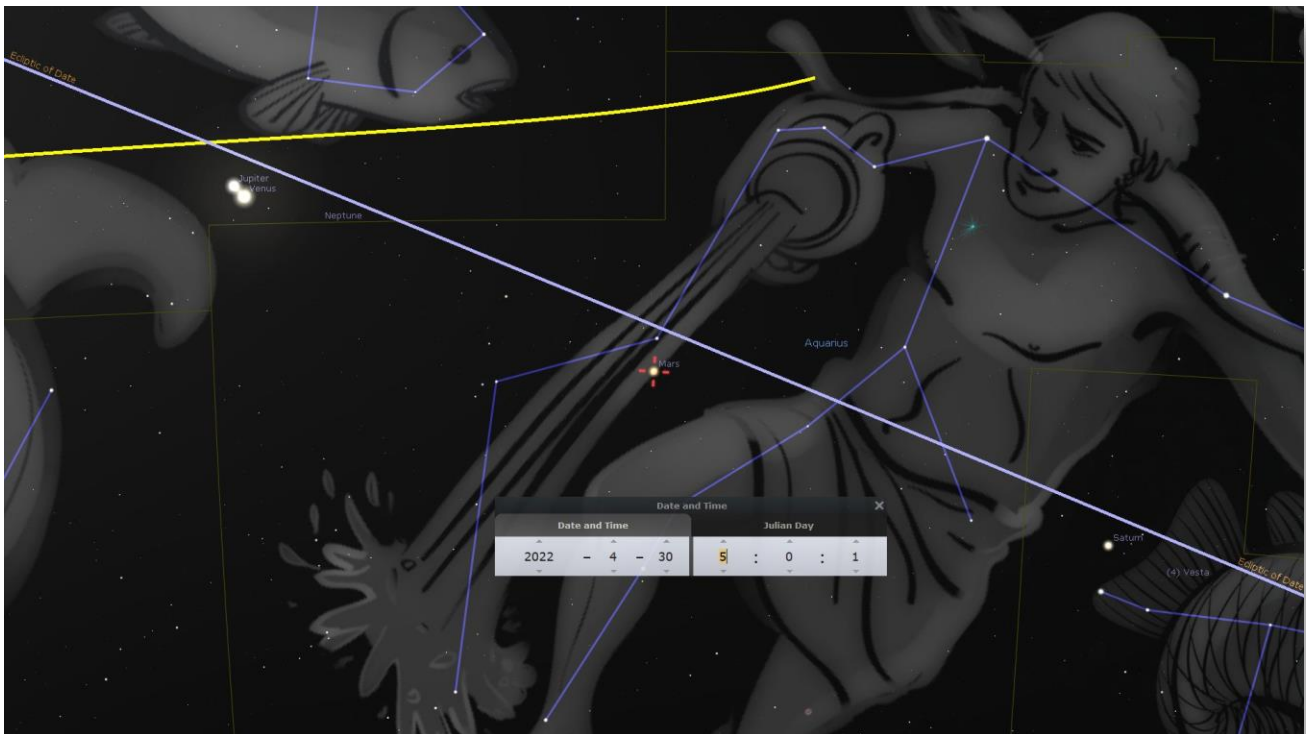 Ecliptic of Date
Jupiter
Venus
Neptune
Aquarius
Mars
Date and Time
Date and Time
Julian Day
2022 - 4 - 30 5 : 0 : 1
Saturn
(4) Vesta
Ecliptic of Date